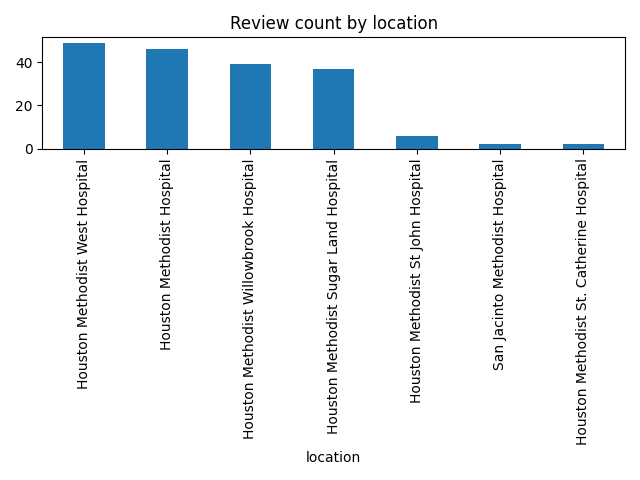 Review count by location
40
20
0
Houston Methodist West Hospital
Houston Methodist Hospital
Houston Methodist Willowbrook Hospital
Houston Methodist Sugar Land Hospital
Houston Methodist St John Hospital
San Jacinto Methodist Hospital
Houston Methodist St. Catherine Hospital
location